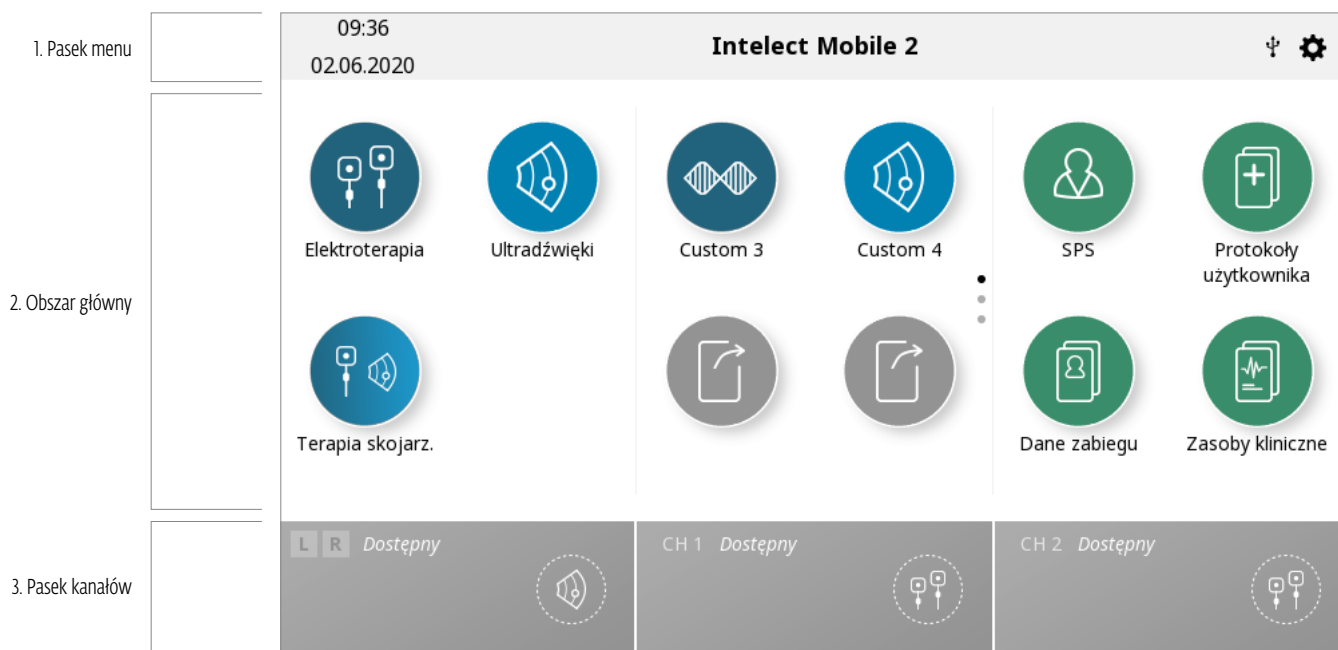 1. Pasek menu
09:36
02.06.2020
Intelect Mobile 2
2. Obszar główny
Elektroterapia
Ultradźwięki
Custom 3
Custom 4
SPS
Protokoły
użytkownika
Terapia skojarz.
Dane zabiegu
Zasoby kliniczne
3. Pasek kanałów
L R Dostępny
CH 1 Dostępny
CH 2 Dostępny